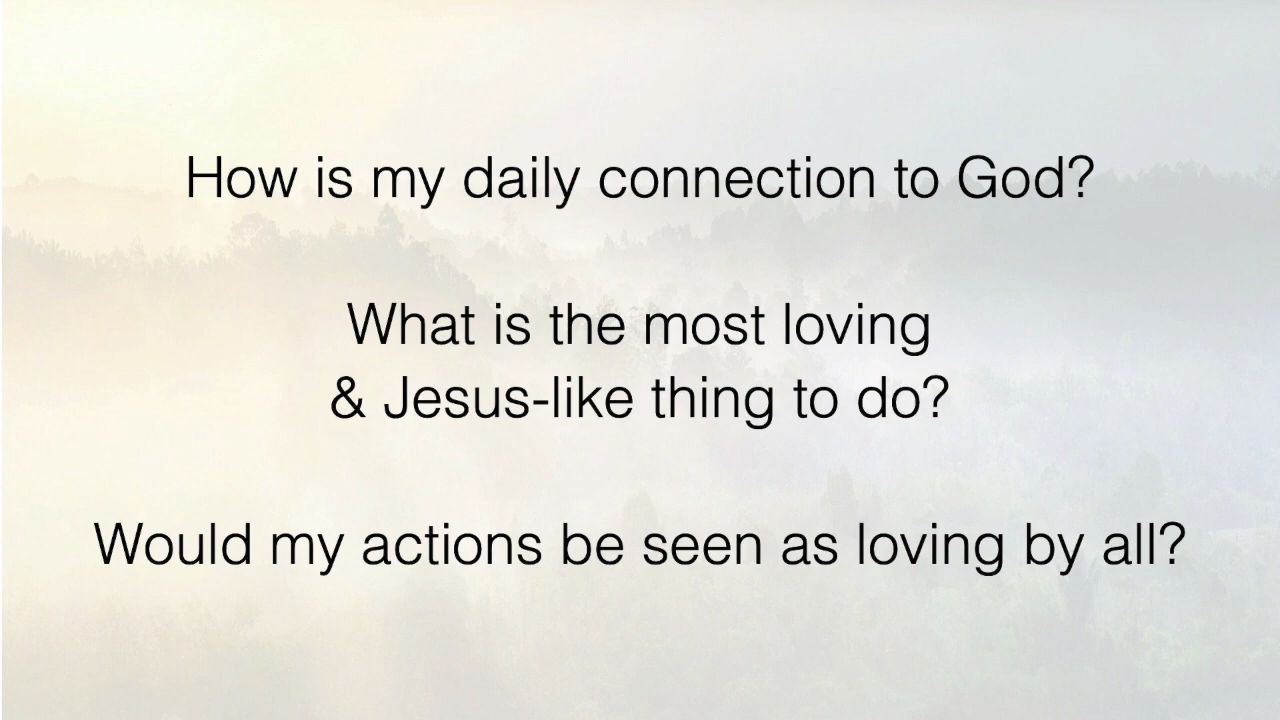 How is my daily connection to God?
What is the most loving
& Jesus-like thing to do?
Would my actions be seen as loving by all?